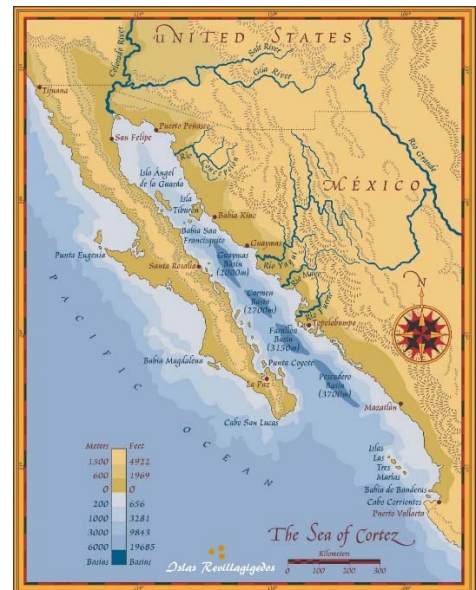 UNITED STATES
Colorado River
Salt River
Gila River
Tijuana
San Felipe
Puerto Peñasco
Río
Concepción
Rio Grande
Isla Ángel
de la Guarda
Isla
Tiburón
MÉXICO
Bahía Kino
Bahía San
Francisquito
Guaymas
Punta Eugenia
Santa Rosalía
Guaymas
Basin
(2000m)
Río Yaqui
Río Mayo
Carmen
Basin
(2700m)
Río Fuerte
N
Topolobampo
Farallon
Basin
(3150m)
Punta Coyote
Bahía Magdalena
La Paz
Pescadero
Basin
(3700m)
Mazatlán
Cabo San Lucas
PACIFIC OCEAN
Islas
Las
Tres
Marías
Bahía de Banderas
Cabo Corrientes
Puerto Vallarta
Meters Feet
1500 4922
600 1969
0 0
200 656
1000 3281
3000 9843
6000 19685
Basins Basins
Islas Revillagigedos
The Sea of Cortez
Kilometers
0 100 200 300